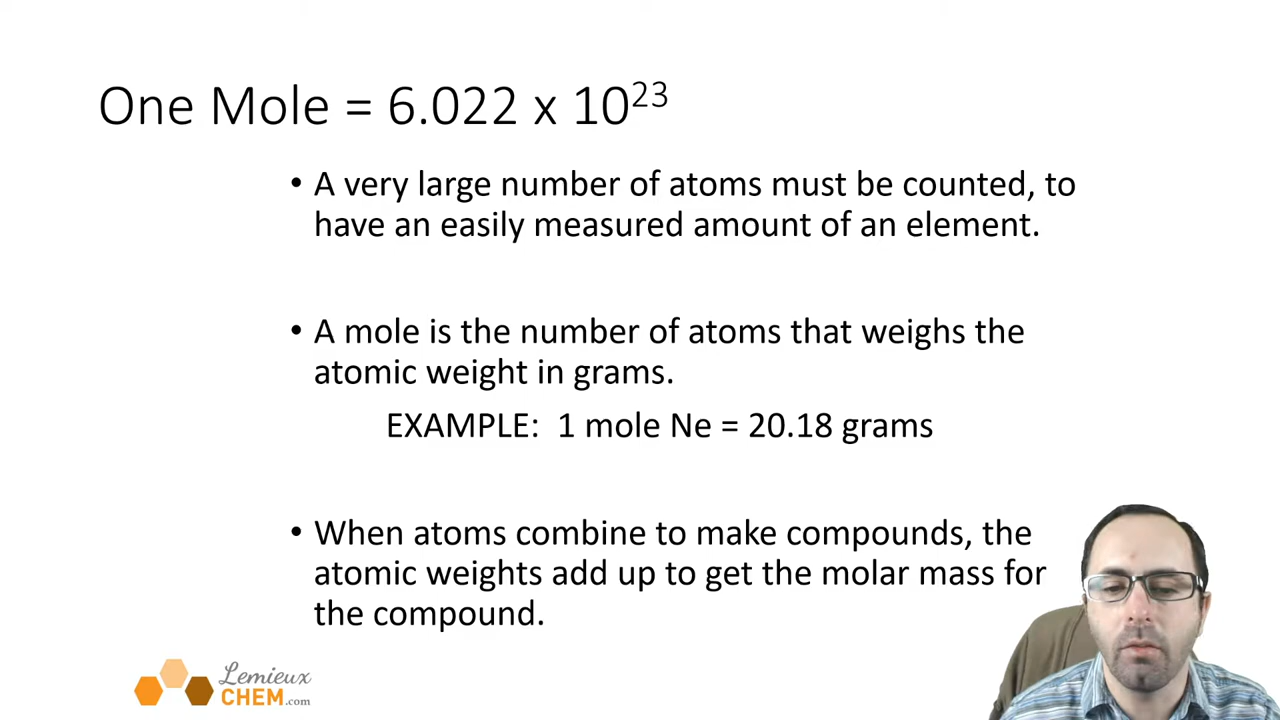 One Mole = 6.022 x 10²³
• A very large number of atoms must be counted, to
have an easily measured amount of an element.
• A mole is the number of atoms that weighs the
atomic weight in grams.
EXAMPLE: 1 mole Ne = 20.18 grams
• When atoms combine to make compounds, the
atomic weights add up to get the molar mass for
the compound.
Lemieux
CHEM.com